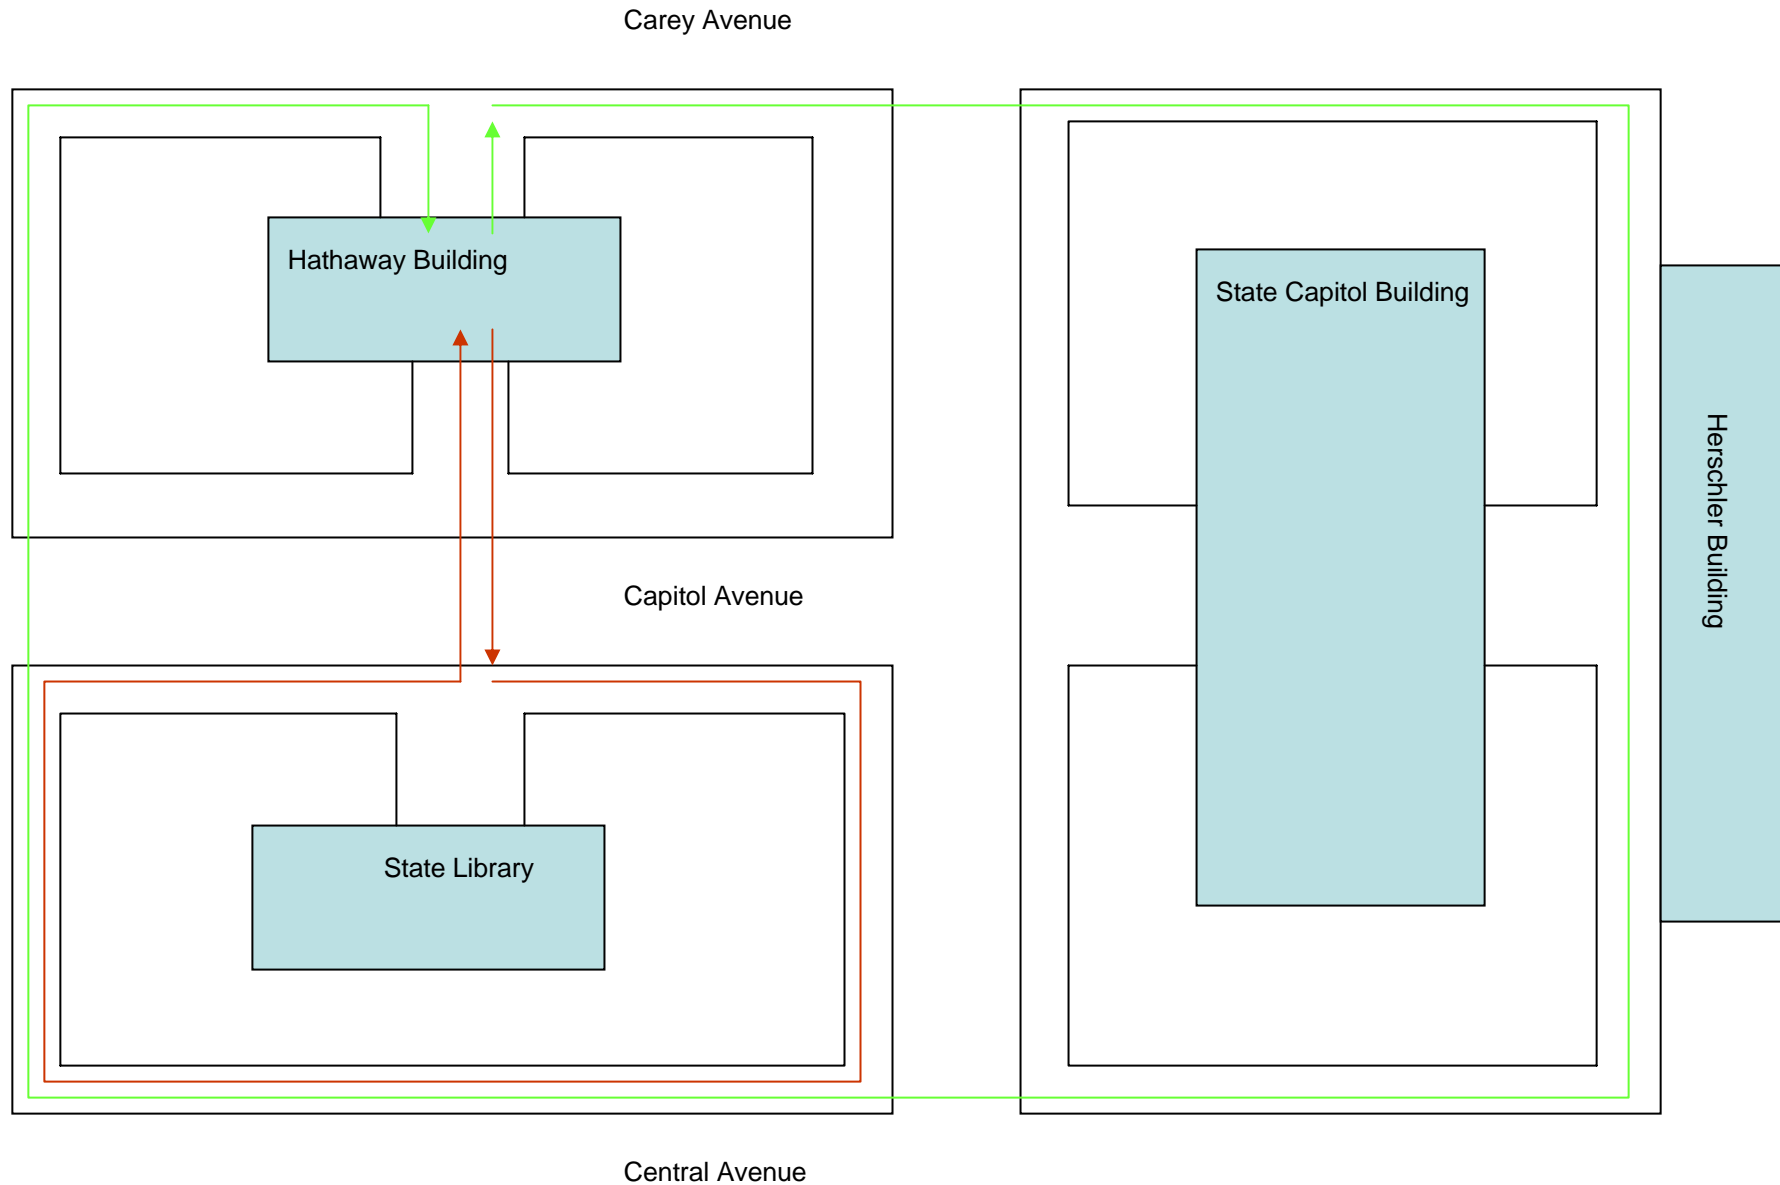 Carey Avenue
Hathaway Building
State Capitol Building
Herschler Building
Capitol Avenue
State Library
Central Avenue